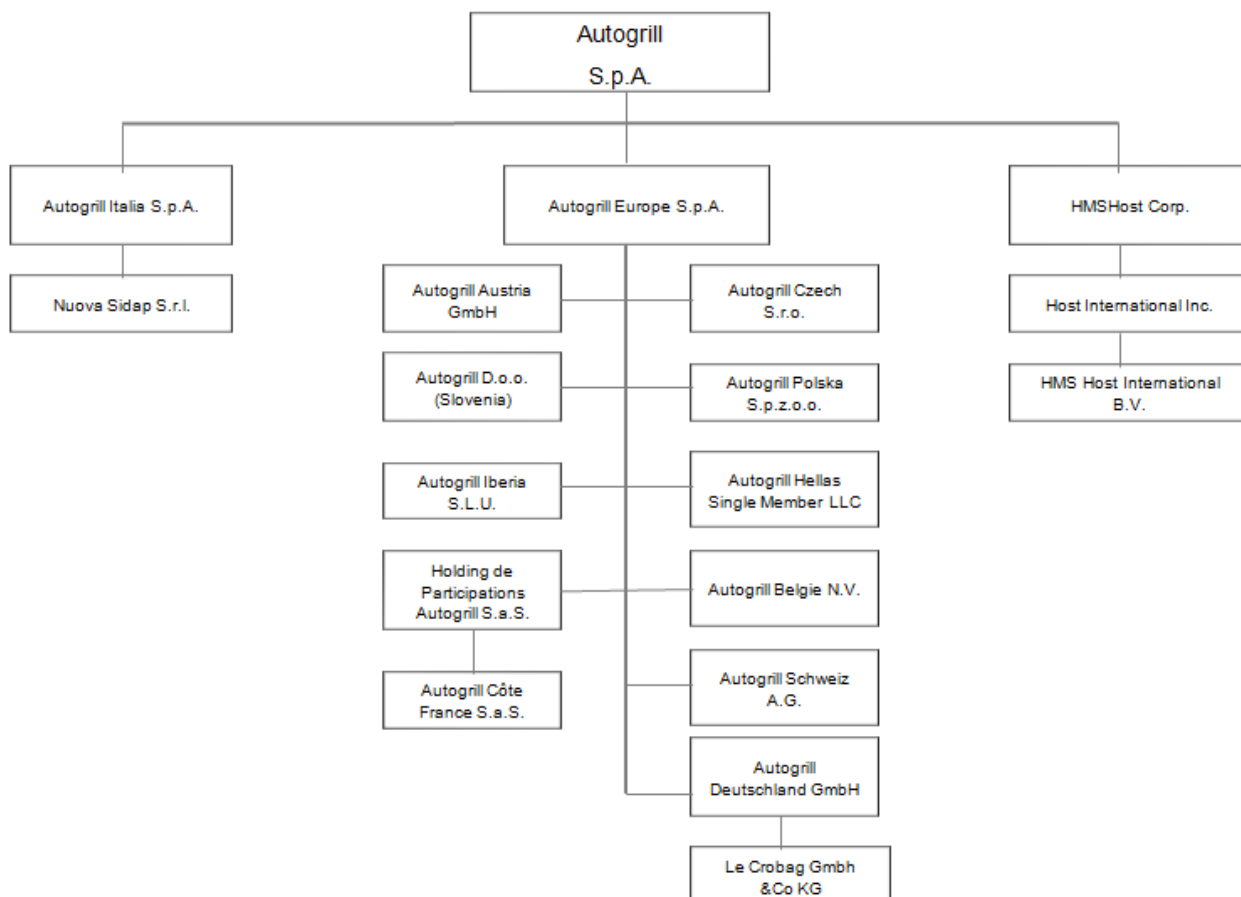 Autogrill
S.p.A.
Autogrill Italia S.p.A.
Autogrill Europe S.p.A.
HMSHost Corp.
Nuova Sidap S.r.l.
Autogrill Austria
GmbH
Autogrill Czech
S.r.o.
Host International Inc.
Autogrill D.o.o.
(Slovenia)
Autogrill Polska
S.p.z.o.o.
HMS Host International
B.V.
Autogrill Iberia
S.L.U.
Autogrill Hellas
Single Member LLC
Holding de
Participations
Autogrill S.a.S.
Autogrill Belgie N.V.
Autogrill Côte
France S.a.S.
Autogrill Schweiz
A.G.
Autogrill
Deutschland GmbH
Le Crobag Gmbh
&Co KG